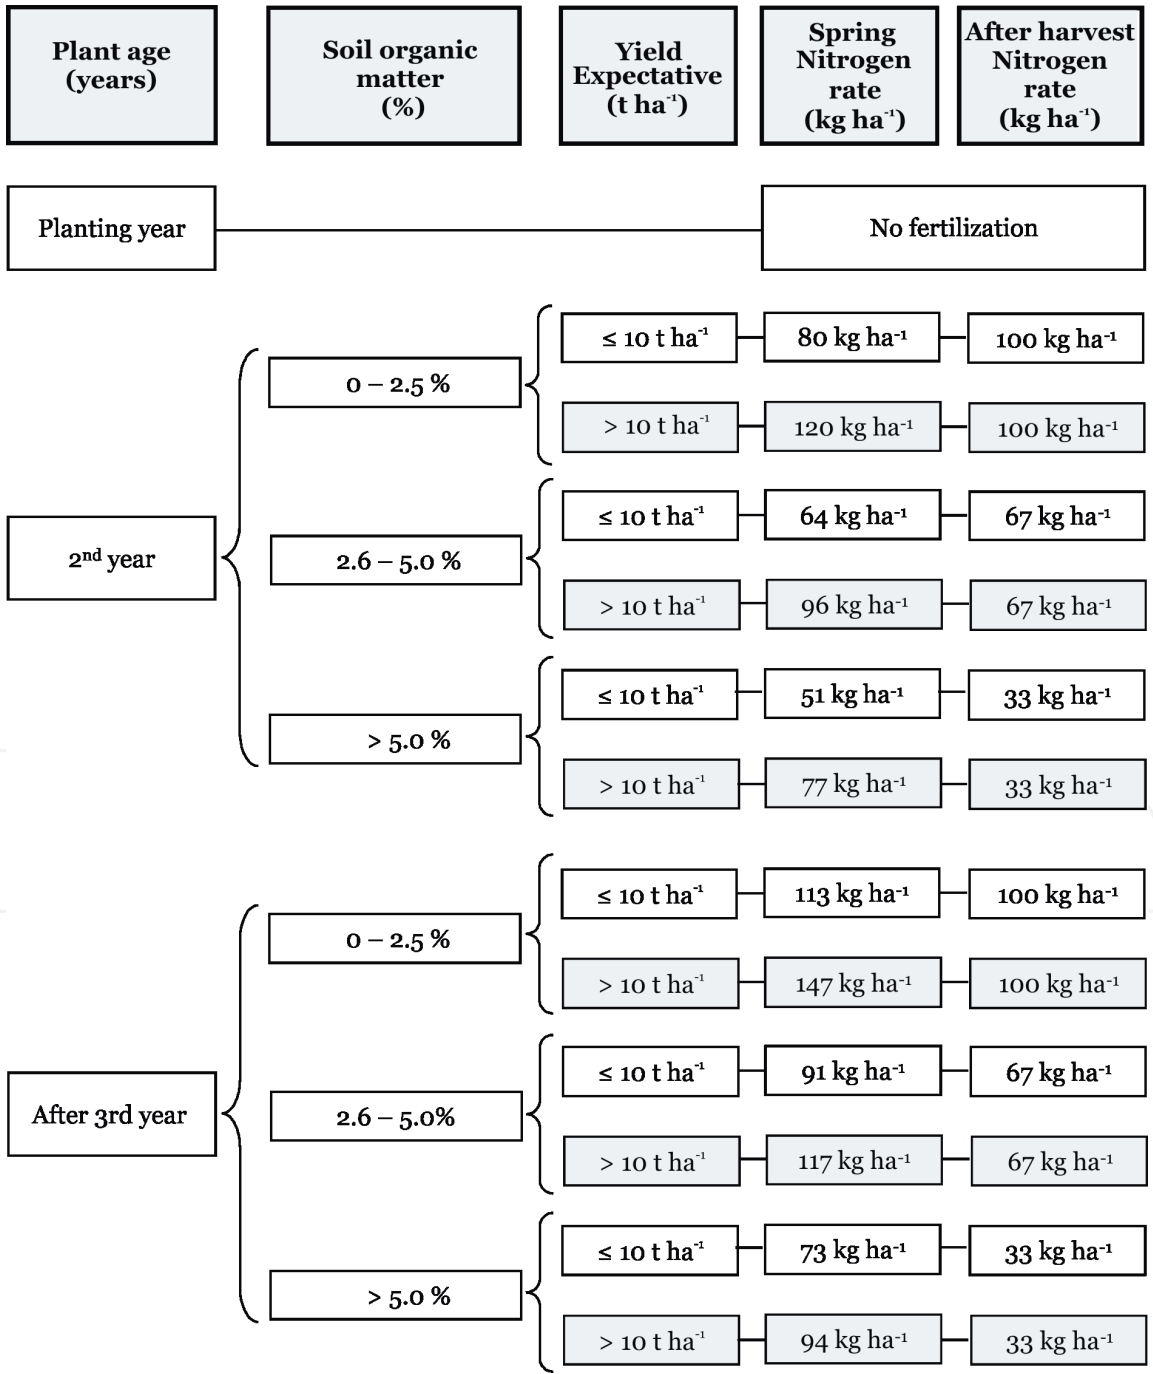 Plant age
(years)
Soil organic
matter
(%)
Yield
Expectative
(t ha⁻¹)
Spring
Nitrogen
rate
(kg ha⁻¹)
After harvest
Nitrogen
rate
(kg ha⁻¹)
Planting year
No fertilization
2ⁿᵈ year
0 – 2.5 %
≤ 10 t ha⁻¹
80 kg ha⁻¹
100 kg ha⁻¹
> 10 t ha⁻¹
120 kg ha⁻¹
100 kg ha⁻¹
2.6 – 5.0 %
≤ 10 t ha⁻¹
64 kg ha⁻¹
67 kg ha⁻¹
> 10 t ha⁻¹
96 kg ha⁻¹
67 kg ha⁻¹
> 5.0 %
≤ 10 t ha⁻¹
51 kg ha⁻¹
33 kg ha⁻¹
> 10 t ha⁻¹
77 kg ha⁻¹
33 kg ha⁻¹
After 3rd year
0 – 2.5 %
≤ 10 t ha⁻¹
113 kg ha⁻¹
100 kg ha⁻¹
> 10 t ha⁻¹
147 kg ha⁻¹
100 kg ha⁻¹
2.6 – 5.0%
≤ 10 t ha⁻¹
91 kg ha⁻¹
67 kg ha⁻¹
> 10 t ha⁻¹
117 kg ha⁻¹
67 kg ha⁻¹
> 5.0 %
≤ 10 t ha⁻¹
73 kg ha⁻¹
33 kg ha⁻¹
> 10 t ha⁻¹
94 kg ha⁻¹
33 kg ha⁻¹